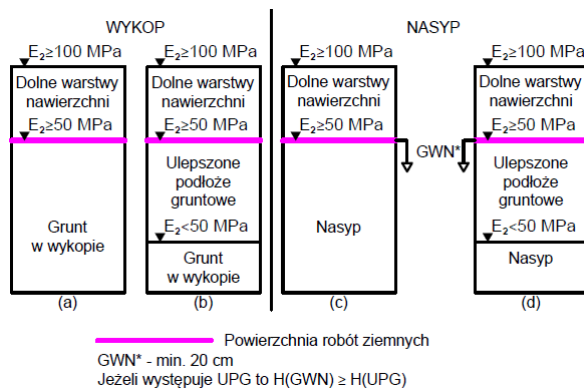 WYKOP
NASYP
E₂≥100 MPa
E₂≥100 MPa
E₂≥100 MPa
E₂≥100 MPa
Dolne warstwy
nawierzchni
Dolne warstwy
nawierzchni
Dolne warstwy
nawierzchni
Dolne warstwy
nawierzchni
E₂≥50 MPa
E₂≥50 MPa
E₂≥50 MPa
E₂≥50 MPa
GWN*
Grunt
w wykopie
Ulepszone
podłoże
gruntowe
E₂<50 MPa
Grunt
w wykopie
Nasyp
Ulepszone
podłoże
gruntowe
E₂<50 MPa
Nasyp
(a)
(b)
(c)
(d)
Powierzchnia robót ziemnych
GWN* - min. 20 cm
Jeżeli występuje UPG to H(GWN) ≥ H(UPG)